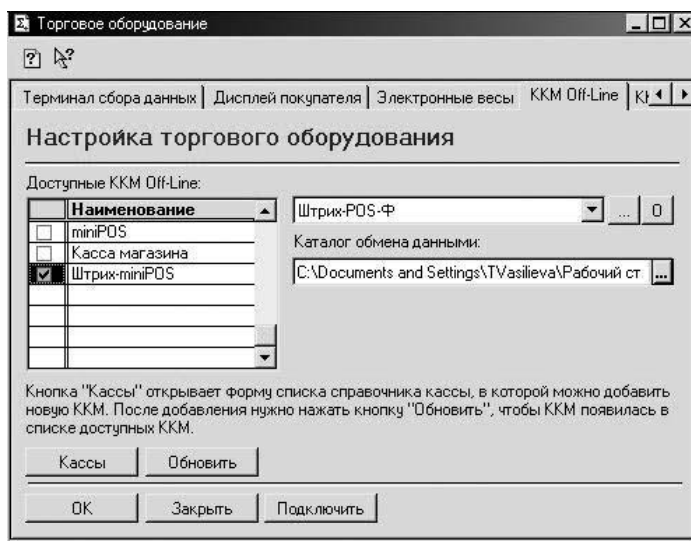 Торговое оборудование
Терминал сбора данных Дисплей покупателя Электронные весы ККМ Off-Line
Настройка торгового оборудования
Доступные ККМ Off-Line:
Наименование
miniPOS
Касса магазина
Штрих-miniPOS
Штрих-POS-Ф ... 0
Каталог обмена данными:
C:\Documents and Settings\TVasilieva\Рабочий ст ...
Кнопка "Кассы" открывает форму списка справочника кассы, в которой можно добавить
новую ККМ. После добавления нужно нажать кнопку "Обновить", чтобы ККМ появилась в
списке доступных ККМ.
Кассы Обновить
OK Закрыть Подключить